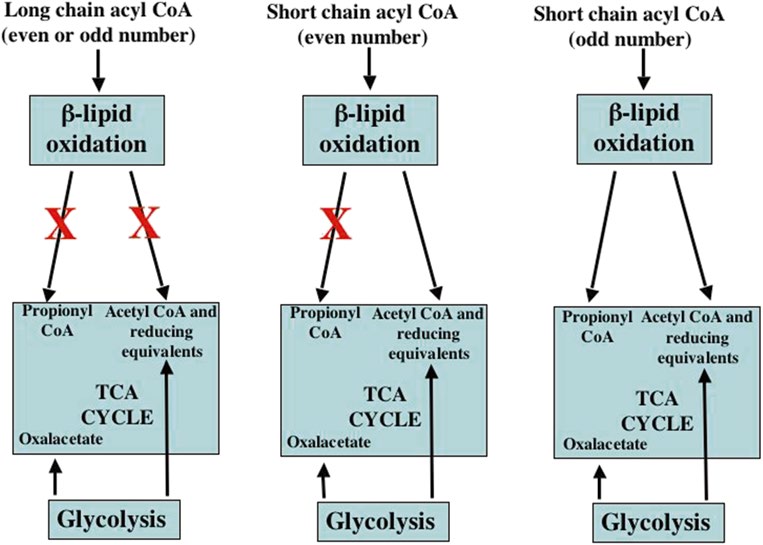 Long chain acyl CoA
(even or odd number)
β-lipid
oxidation
X
X
Propionyl
CoA
Acetyl CoA and
reducing
equivalents
TCA
CYCLE
Oxalacetate
Glycolysis
Short chain acyl CoA
(even number)
β-lipid
oxidation
X
Propionyl
CoA
Acetyl CoA and
reducing
equivalents
TCA
CYCLE
Oxalacetate
Glycolysis
Short chain acyl CoA
(odd number)
β-lipid
oxidation
Propionyl
CoA
Acetyl CoA and
reducing
equivalents
TCA
CYCLE
Oxalacetate
Glycolysis